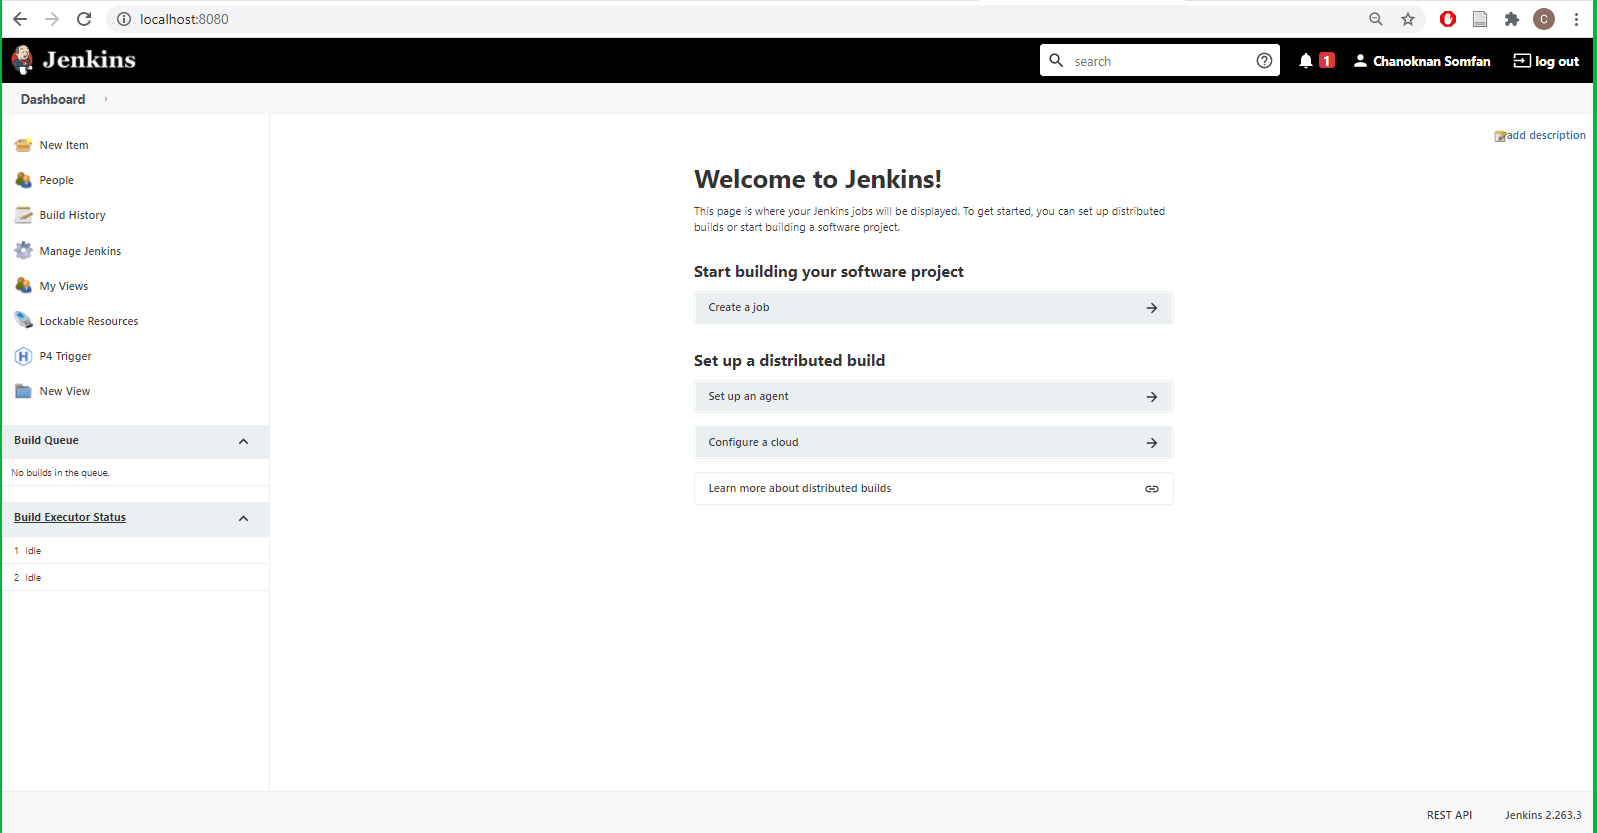 localhost:8080
C
Jenkins
search
1
Chanoknan Somfan
log out
Dashboard
add description
New Item
People
Build History
Manage Jenkins
My Views
Lockable Resources
H
P4 Trigger
New View
Build Queue
No builds in the queue.
Build Executor Status
1 Idle
2 Idle
Welcome to Jenkins!
This page is where your Jenkins jobs will be displayed. To get started, you can set up distributed
builds or start building a software project.
Start building your software project
Create a job
Set up a distributed build
Set up an agent
Configure a cloud
Learn more about distributed builds
REST API
Jenkins 2.263.3